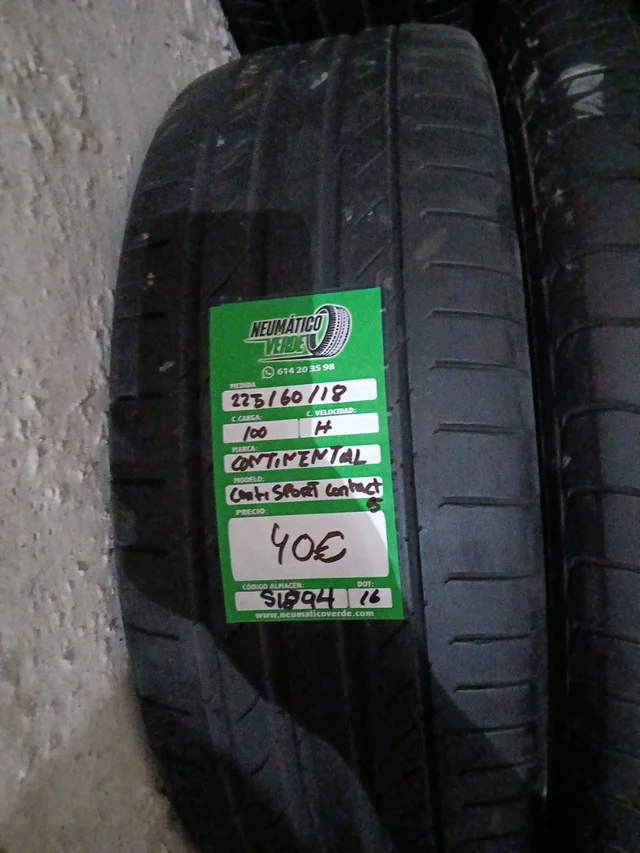 NEUMÁTICO
VERDE
614 20 35 98
MEDIDA
225/60/18
C.CARGA: C. VELOCIDAD:
100 H
MARCA:
CONTINENTAL
MODELO:
Conti SPORT Contact
5
PRECIO:
40€
CÓDIGO ALMACÉN: DOT:
S1894 16
www.neumaticoverde.com